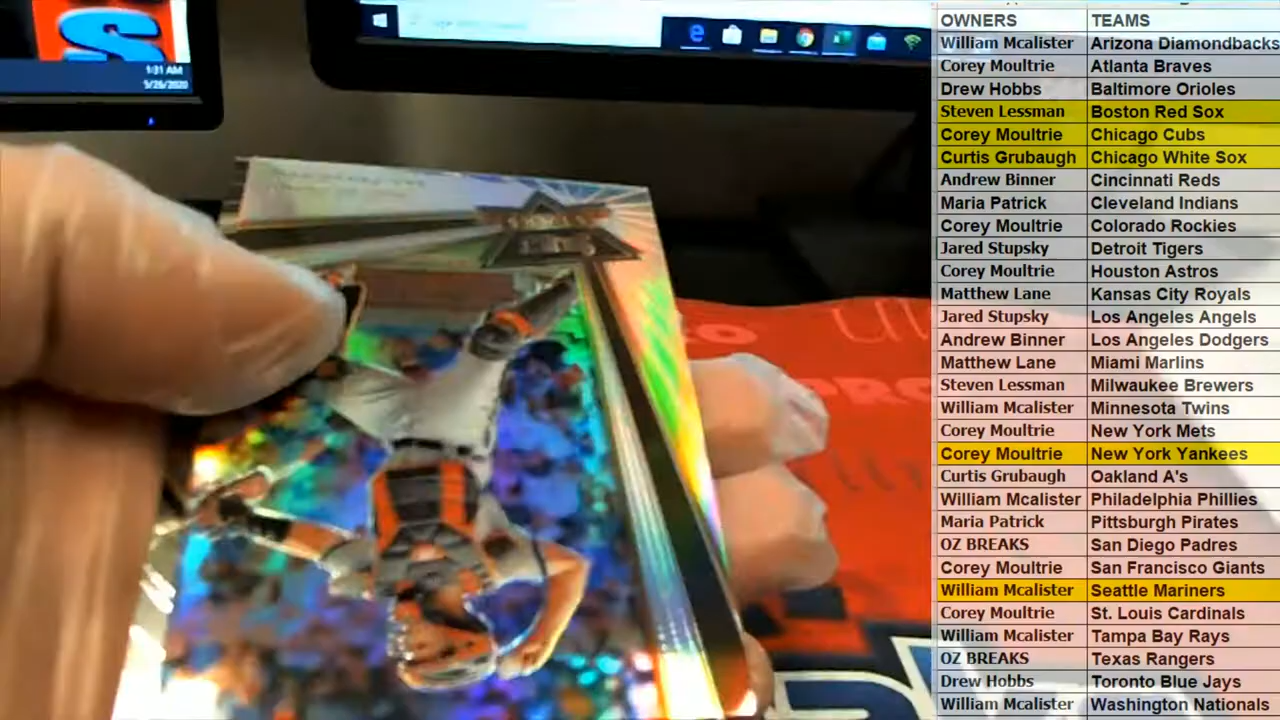 S
1:31 AM
5/26/2020
OWNERS TEAMS
William Mcalister Arizona Diamondbacks
Corey Moultrie Atlanta Braves
Drew Hobbs Baltimore Orioles
Steven Lessman Boston Red Sox
Corey Moultrie Chicago Cubs
Curtis Grubaugh Chicago White Sox
Andrew Binner Cincinnati Reds
Maria Patrick Cleveland Indians
Corey Moultrie Colorado Rockies
Jared Stupsky Detroit Tigers
Corey Moultrie Houston Astros
Matthew Lane Kansas City Royals
Jared Stupsky Los Angeles Angels
Andrew Binner Los Angeles Dodgers
Matthew Lane Miami Marlins
Steven Lessman Milwaukee Brewers
William Mcalister Minnesota Twins
Corey Moultrie New York Mets
Corey Moultrie New York Yankees
Curtis Grubaugh Oakland A's
William Mcalister Philadelphia Phillies
Maria Patrick Pittsburgh Pirates
OZ BREAKS San Diego Padres
Corey Moultrie San Francisco Giants
William Mcalister Seattle Mariners
Corey Moultrie St. Louis Cardinals
William Mcalister Tampa Bay Rays
OZ BREAKS Texas Rangers
Drew Hobbs Toronto Blue Jays
William Mcalister Washington Nationals